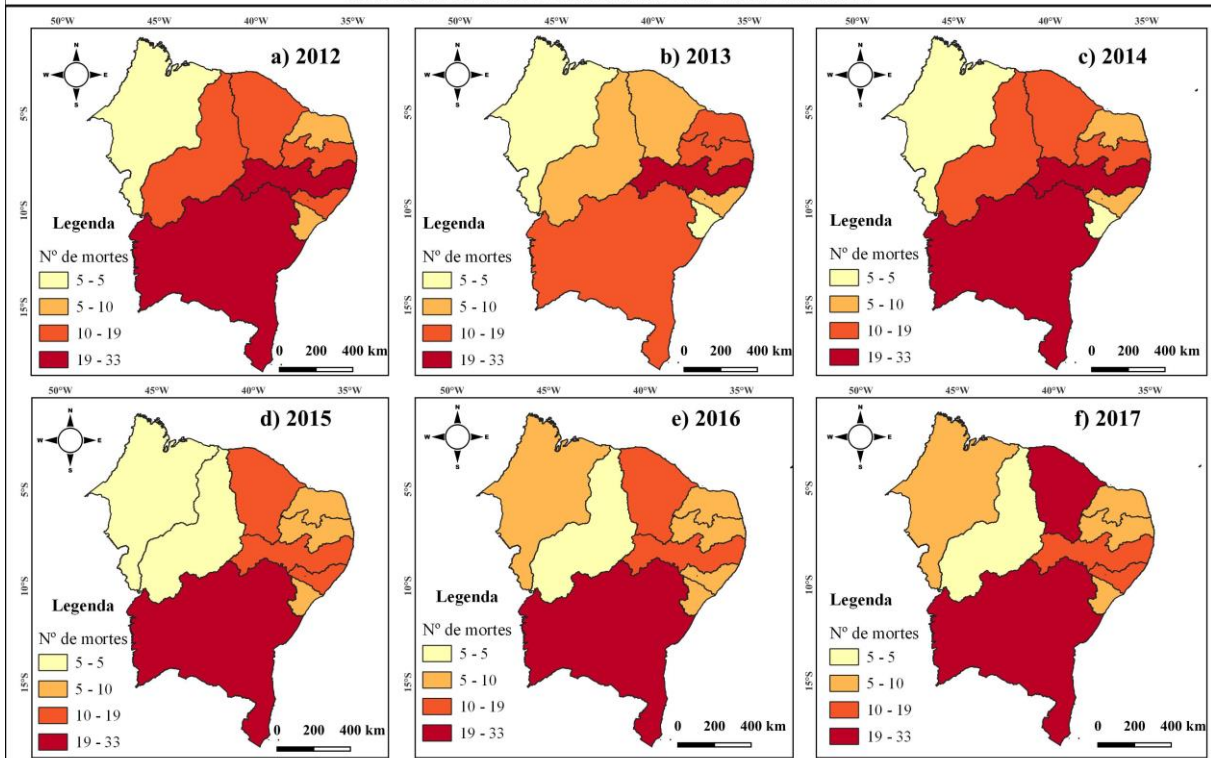 50°W 45°W 40°W 35°W 50°W 45°W 40°W 35°W 50°W 45°W 40°W 35°W
a) 2012
N
W E
S
5°S
10°S
15°S
Legenda
Nº de mortes
5 - 5
5 - 10
10 - 19
19 - 33
0 200 400 km
b) 2013
N
W E
S
5°S
10°S
15°S
Legenda
Nº de mortes
5 - 5
5 - 10
10 - 19
19 - 33
0 200 400 km
c) 2014
N
W E
S
5°S
10°S
15°S
Legenda
Nº de mortes
5 - 5
5 - 10
10 - 19
19 - 33
0 200 400 km
50°W 45°W 40°W 35°W 50°W 45°W 40°W 35°W 50°W 45°W 40°W 35°W
d) 2015
N
W E
S
5°S
10°S
15°S
Legenda
Nº de mortes
5 - 5
5 - 10
10 - 19
19 - 33
0 200 400 km
e) 2016
N
W E
S
5°S
10°S
15°S
Legenda
Nº de mortes
5 - 5
5 - 10
10 - 19
19 - 33
0 200 400 km
f) 2017
N
W E
S
5°S
10°S
15°S
Legenda
Nº de mortes
5 - 5
5 - 10
10 - 19
19 - 33
0 200 400 km